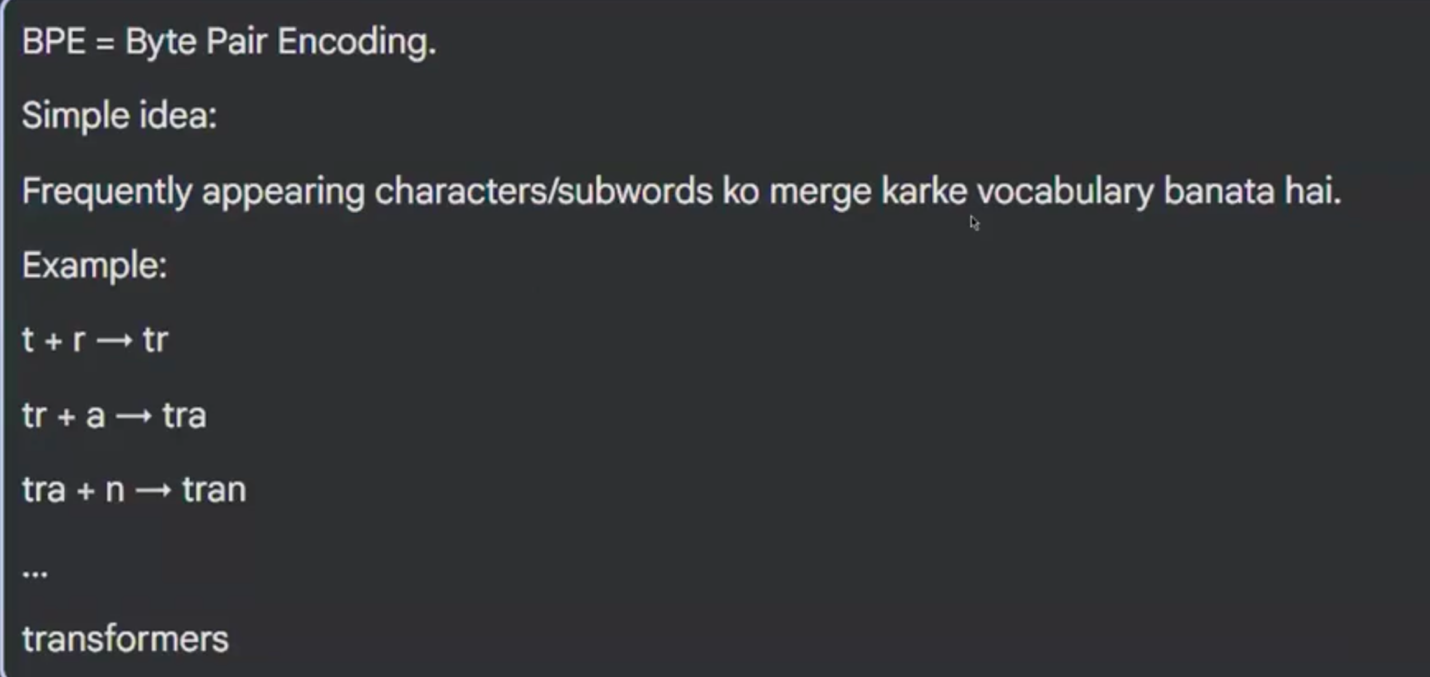 BPE = Byte Pair Encoding.
Simple idea:
Frequently appearing characters/subwords ko merge karke vocabulary banata hai.
Example:
t + r → tr
tr + a → tra
tra + n → tran
...
transformers